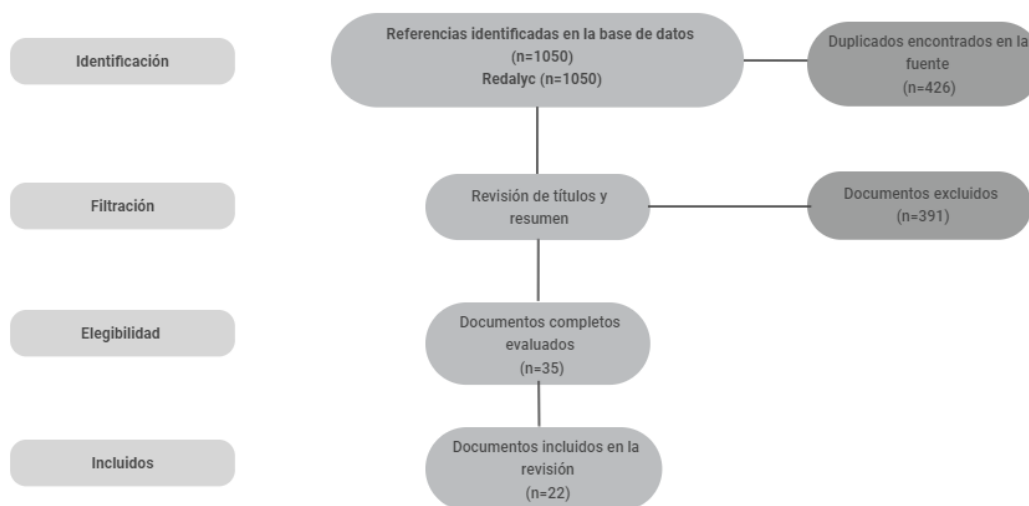 Identificación
Referencias identificadas en la base de datos
(n=1050)
Redalyc (n=1050)
Duplicados encontrados en la
fuente
(n=426)
Filtración
Revisión de títulos y
resumen
Documentos excluidos
(n=391)
Elegibilidad
Documentos completos
evaluados
(n=35)
Incluidos
Documentos incluidos en la
revisión
(n=22)